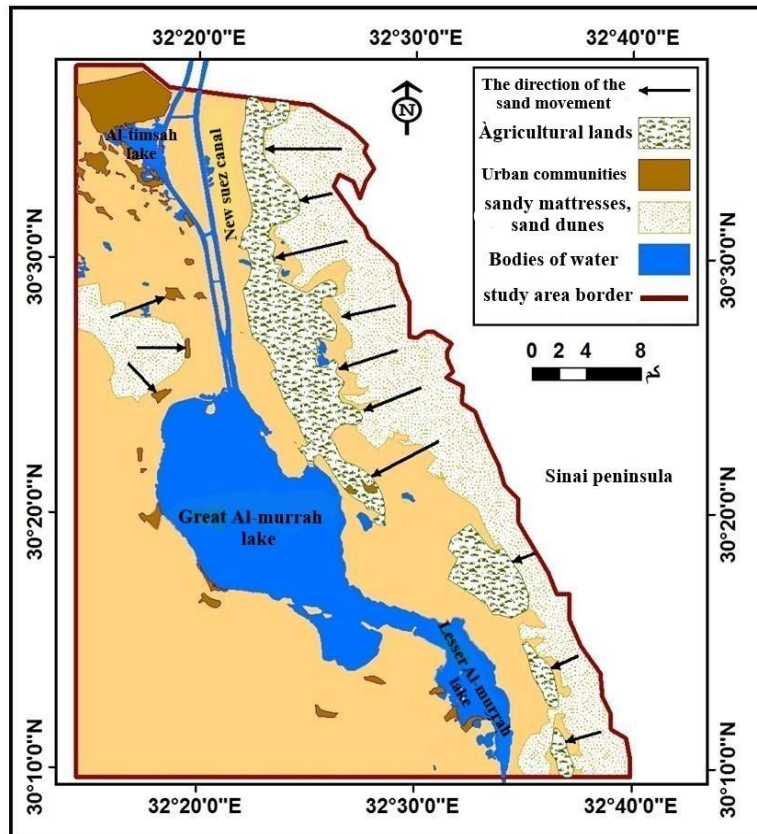 32°20'0"E
32°30'0"E
32°40'0"E
The direction of the
sand movement
Àgricultural lands
Urban communities
sandy mattresses,
sand dunes
Bodies of water
study area border
N
Al-timsah
lake
New suez canal
30°30'0"N
30°30'0"N
0 2 4 8
كم
Sinai peninsula
30°20'0"N
30°20'0"N
Great Al-murrah
lake
Lesser Al-murrah
lake
30°10'0"N
30°10'0"N
32°20'0"E
32°30'0"E
32°40'0"E